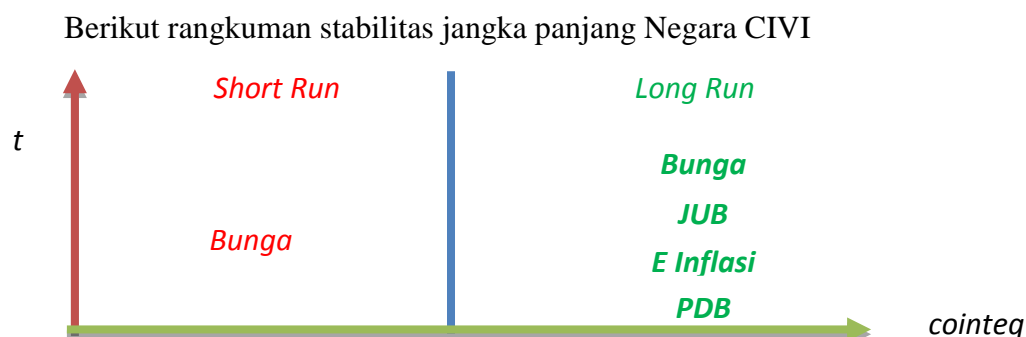 Berikut rangkuman stabilitas jangka panjang Negara CIVI
Short Run
Long Run
t
Bunga
Bunga
JUB
E Inflasi
PDB
cointeq